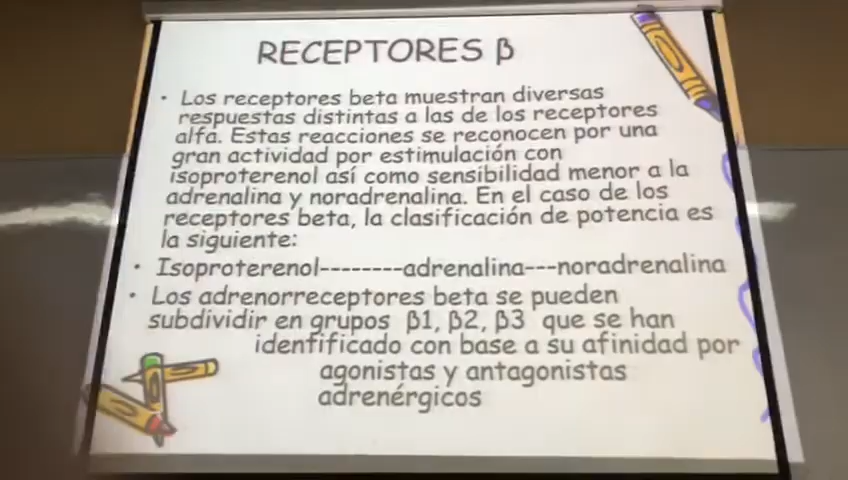 RECEPTORES β
• Los receptores beta muestran diversas
respuestas distintas a las de los receptores
alfa. Estas reacciones se reconocen por una
gran actividad por estimulación con
isoproterenol así como sensibilidad menor a la
adrenalina y noradrenalina. En el caso de los
receptores beta, la clasificación de potencia es
la siguiente:
• Isoproterenol--------adrenalina---noradrenalina
• Los adrenorreceptores beta se pueden
subdividir en grupos β1, β2, β3 que se han
identificado con base a su afinidad por
agonistas y antagonistas
adrenérgicos